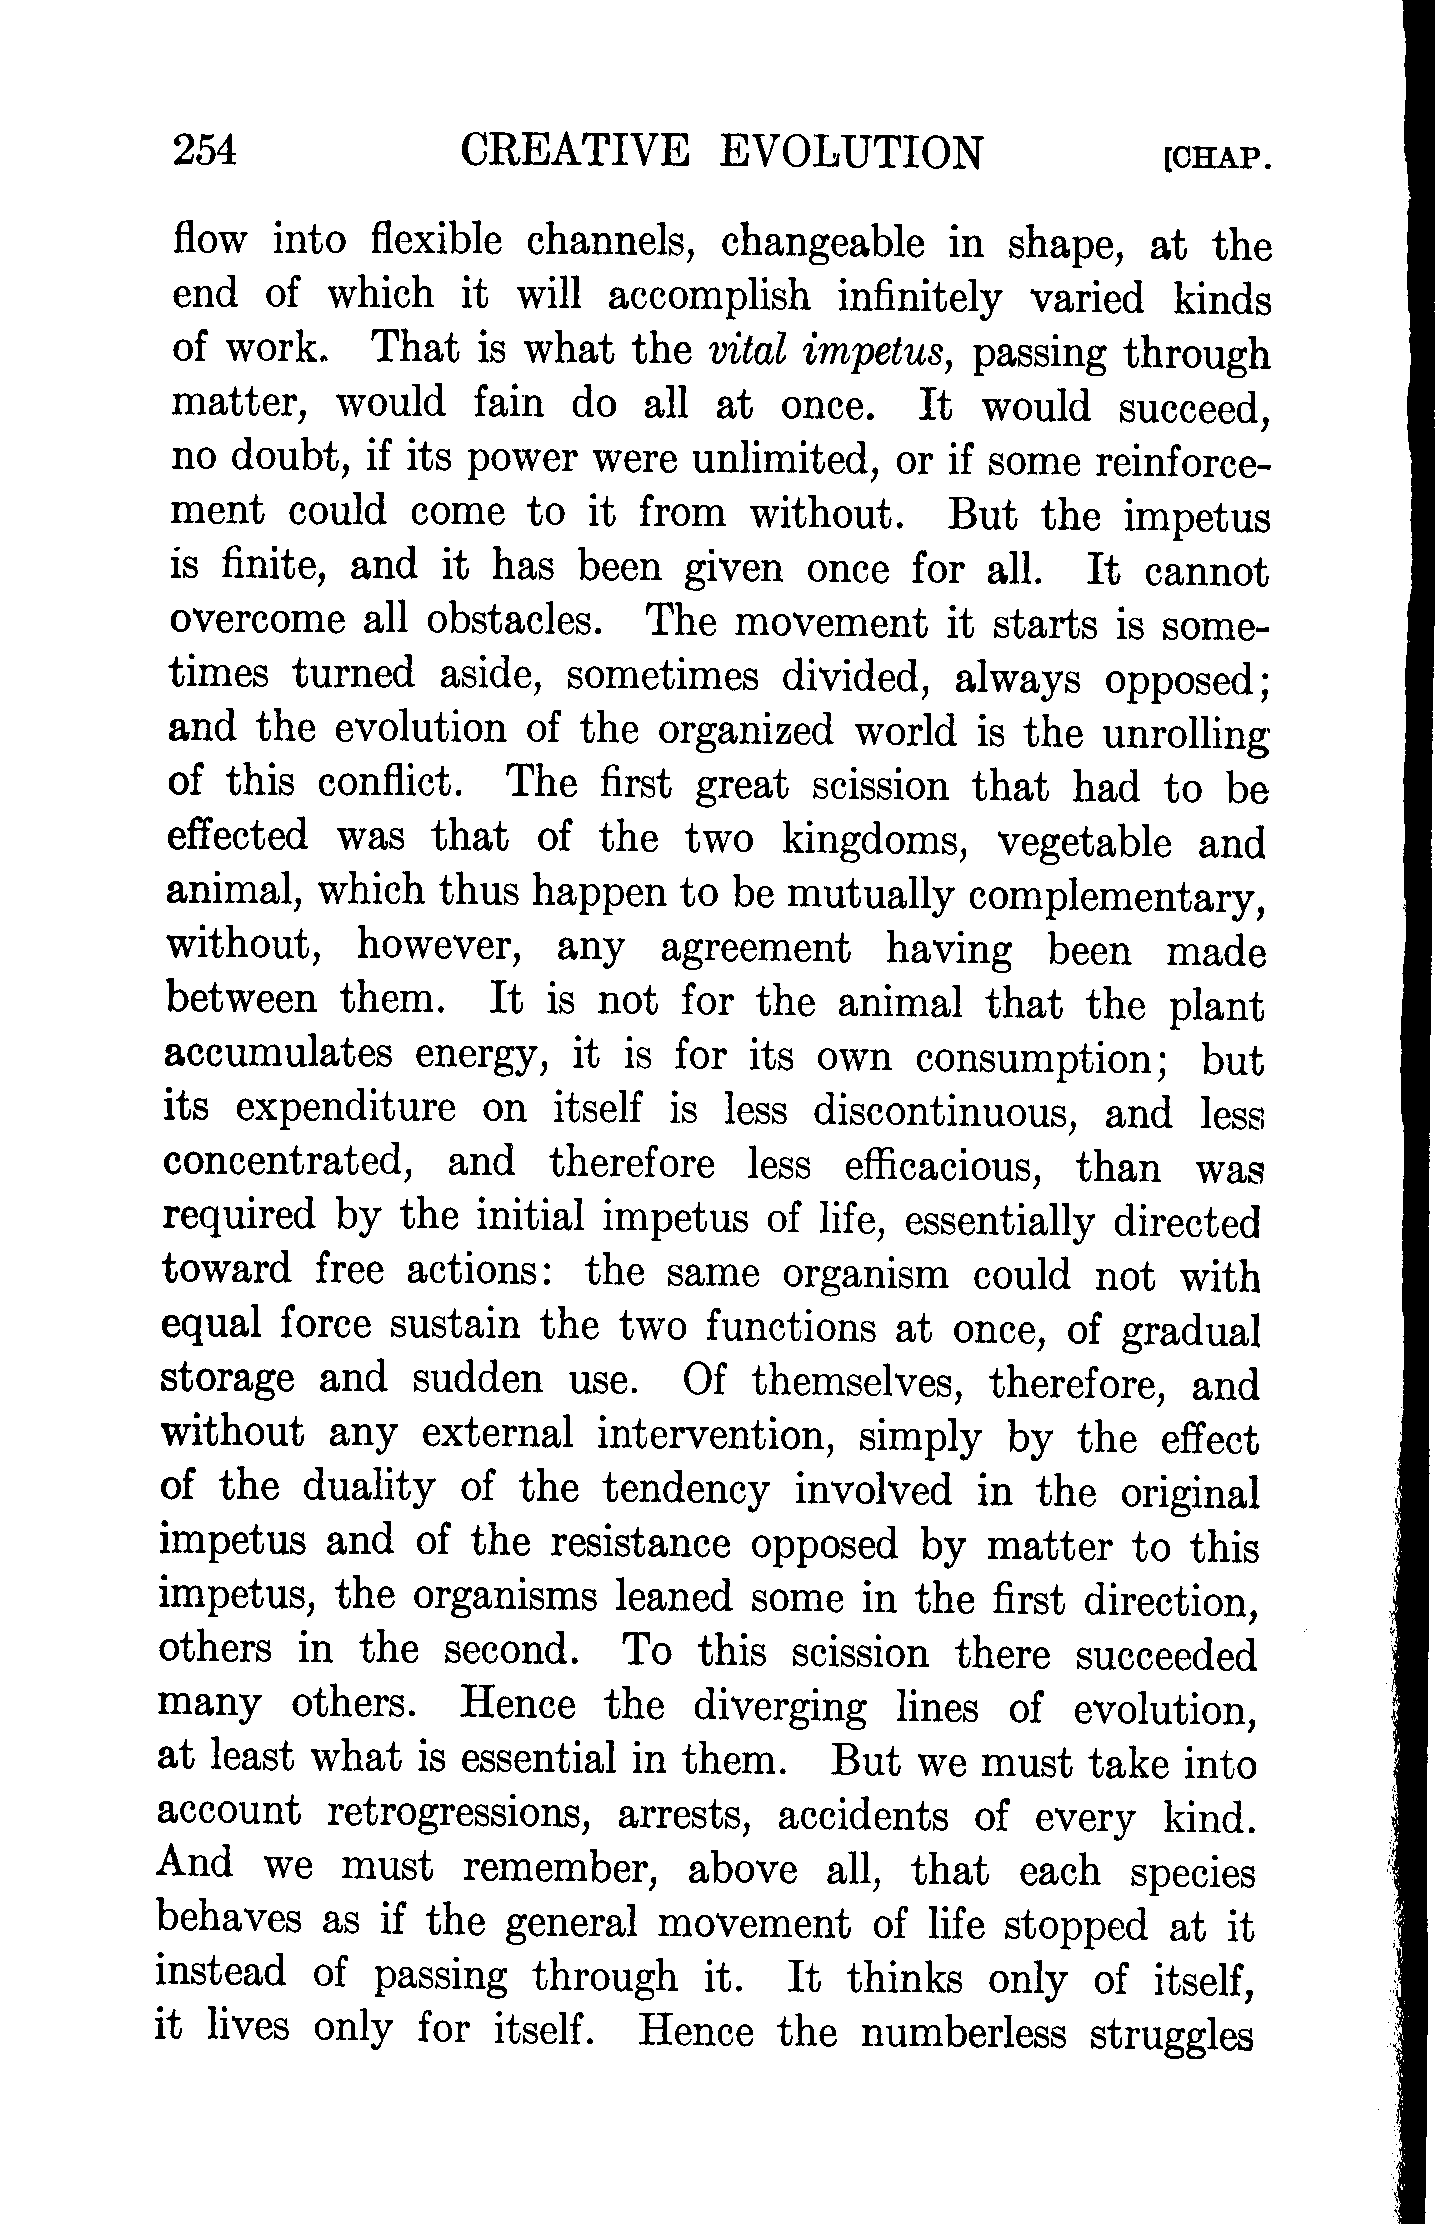 254 CREATIVE EVOLUTION [CHAP.
flow into flexible channels, changeable in shape, at the
end of which it will accomplish infinitely varied kinds
of work. That is what the vital impetus, passing through
matter, would fain do all at once. It would succeed,
no doubt, if its power were unlimited, or if some reinforce-
ment could come to it from without. But the impetus
is finite, and it has been given once for all. It cannot
overcome all obstacles. The movement it starts is some-
times turned aside, sometimes divided, always opposed;
and the evolution of the organized world is the unrolling
of this conflict. The first great scission that had to be
effected was that of the two kingdoms, vegetable and
animal, which thus happen to be mutually complementary,
without, however, any agreement having been made
between them. It is not for the animal that the plant
accumulates energy, it is for its own consumption; but
its expenditure on itself is less discontinuous, and less
concentrated, and therefore less efficacious, than was
required by the initial impetus of life, essentially directed
toward free actions: the same organism could not with
equal force sustain the two functions at once, of gradual
storage and sudden use. Of themselves, therefore, and
without any external intervention, simply by the effect
of the duality of the tendency involved in the original
impetus and of the resistance opposed by matter to this
impetus, the organisms leaned some in the first direction,
others in the second. To this scission there succeeded
many others. Hence the diverging lines of evolution,
at least what is essential in them. But we must take into
account retrogressions, arrests, accidents of every kind.
And we must remember, above all, that each species
behaves as if the general movement of life stopped at it
instead of passing through it. It thinks only of itself,
it lives only for itself. Hence the numberless struggles